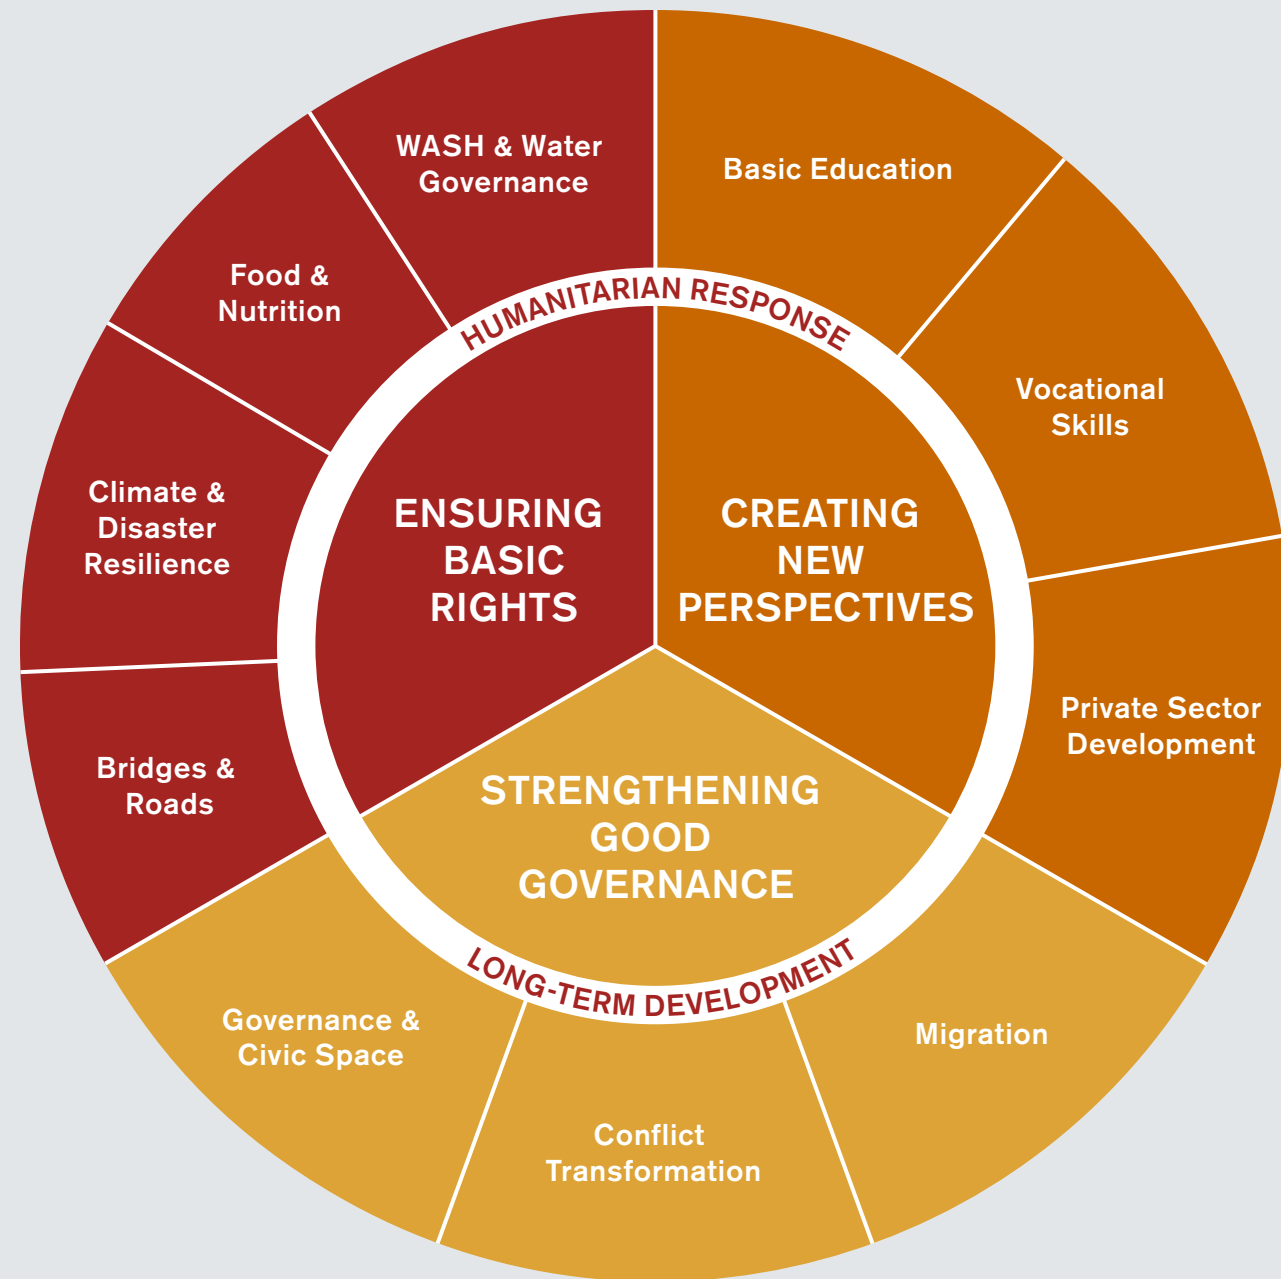 WASH & Water
Governance
Basic Education
Food &
Nutrition
HUMANITARIAN RESPONSE
Vocational
Skills
Climate &
Disaster
Resilience
ENSURING
BASIC
RIGHTS
CREATING
NEW
PERSPECTIVES
Private Sector
Development
Bridges &
Roads
STRENGTHENING
GOOD
GOVERNANCE
LONG-TERM DEVELOPMENT
Governance &
Civic Space
Migration
Conflict
Transformation